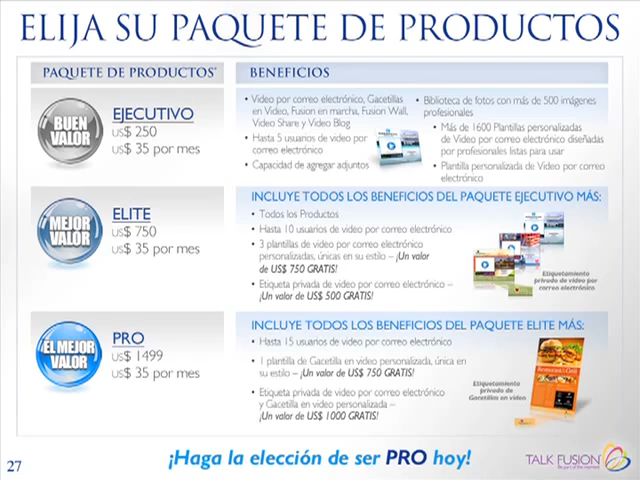 ELIJA SU PAQUETE DE PRODUCTOS
PAQUETE DE PRODUCTOS*
BENEFICIOS
BUEN
VALOR
EJECUTIVO
US$ 250
US$ 35 por mes
• Video por correo electrónico, Gacetillas
en Video, Fusion en marcha, Fusion Wall,
Video Share y Video Blog
• Hasta 5 usuarios de video por
correo electrónico
• Capacidad de agregar adjuntos
• Biblioteca de fotos con más de 500 imágenes
profesionales
• Más de 1600 Plantillas personalizadas
de Video por correo electrónico diseñadas
por profesionales listas para usar
• Plantilla personalizada de Video por correo
electrónico
MEJOR
VALOR
ELITE
US$ 750
US$ 35 por mes
INCLUYE TODOS LOS BENEFICIOS DEL PAQUETE EJECUTIVO MÁS:
• Todos los Productos
• Hasta 10 usuarios de video por correo electrónico
• 3 plantillas de video por correo electrónico
personalizadas, únicas en su estilo – ¡Un valor
de US$ 750 GRATIS!
• Etiqueta privada de video por correo electrónico –
¡Un valor de US$ 500 GRATIS!
Etiquetamiento
privado de video por
correo electrónico
EL MEJOR
VALOR
PRO
US$ 1499
US$ 35 por mes
INCLUYE TODOS LOS BENEFICIOS DEL PAQUETE ELITE MÁS:
• Hasta 15 usuarios de video por correo electrónico
• 1 plantilla de Gacetilla en video personalizada, única en
su estilo – ¡Un valor de US$ 750 GRATIS!
• Etiqueta privada de video por correo electrónico
y Gacetilla en video personalizada –
¡Un valor de US$ 1000 GRATIS!
Etiquetamiento
privado de
Gacetillas en video
Restaurant & Grill
27
¡Haga la elección de ser PRO hoy!
TALK FUSION
Be part of the moment